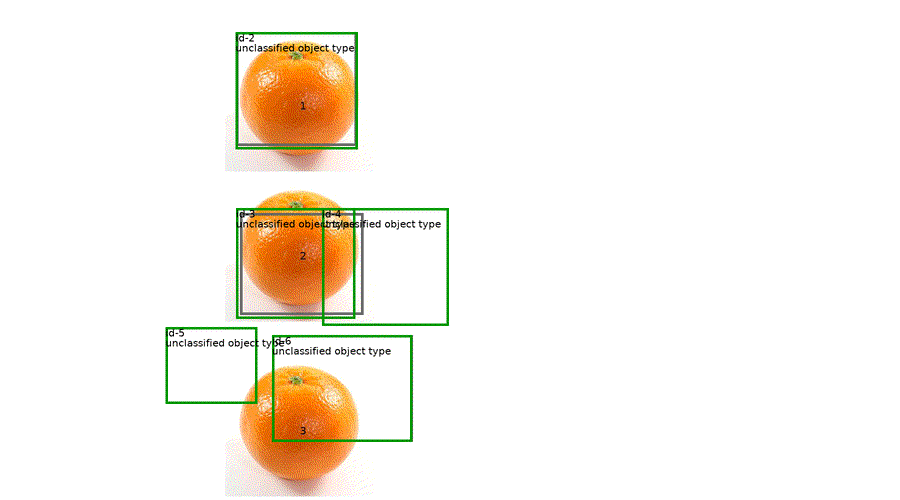 id-2
unclassified object type
1
id-3
unclassified object type
id-4
unclassified object type
2
id-5
unclassified object type
id-6
unclassified object type
3